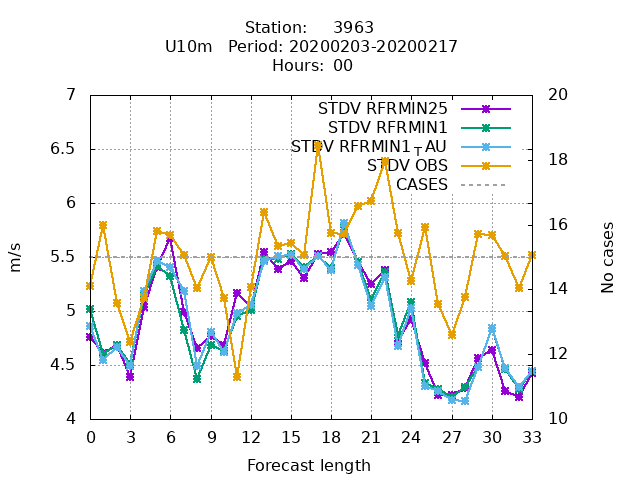 Station:     3963
U10m   Period: 20200203-20200217
Hours:  00
7 20
STDV RFRMIN25
STDV RFRMIN1
6.5 STDV RFRMIN1TAU 18
STDV OBS
CASES
6 16
5.5
5 14
4.5 12
4 10
m/s
No cases
0 3 6 9 12 15 18 21 24 27 30 33
Forecast length